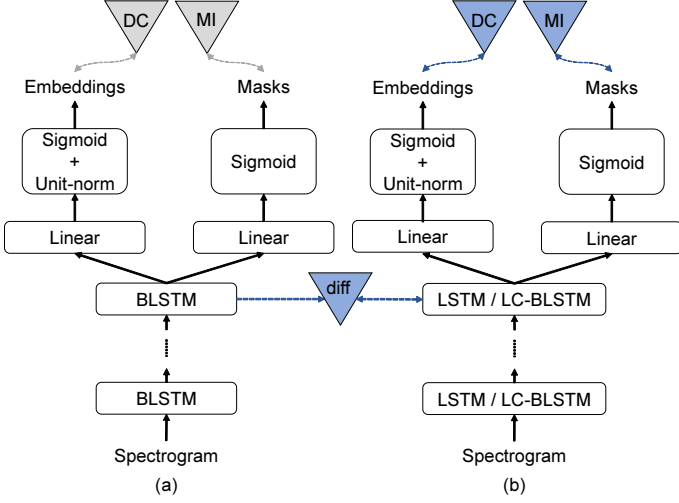 DC MI DC MI
Embeddings Masks Embeddings Masks
Sigmoid
+
Unit-norm
Sigmoid
Sigmoid
+
Unit-norm
Sigmoid
Linear Linear Linear Linear
BLSTM diff LSTM / LC-BLSTM
BLSTM LSTM / LC-BLSTM
Spectrogram Spectrogram
(a) (b)